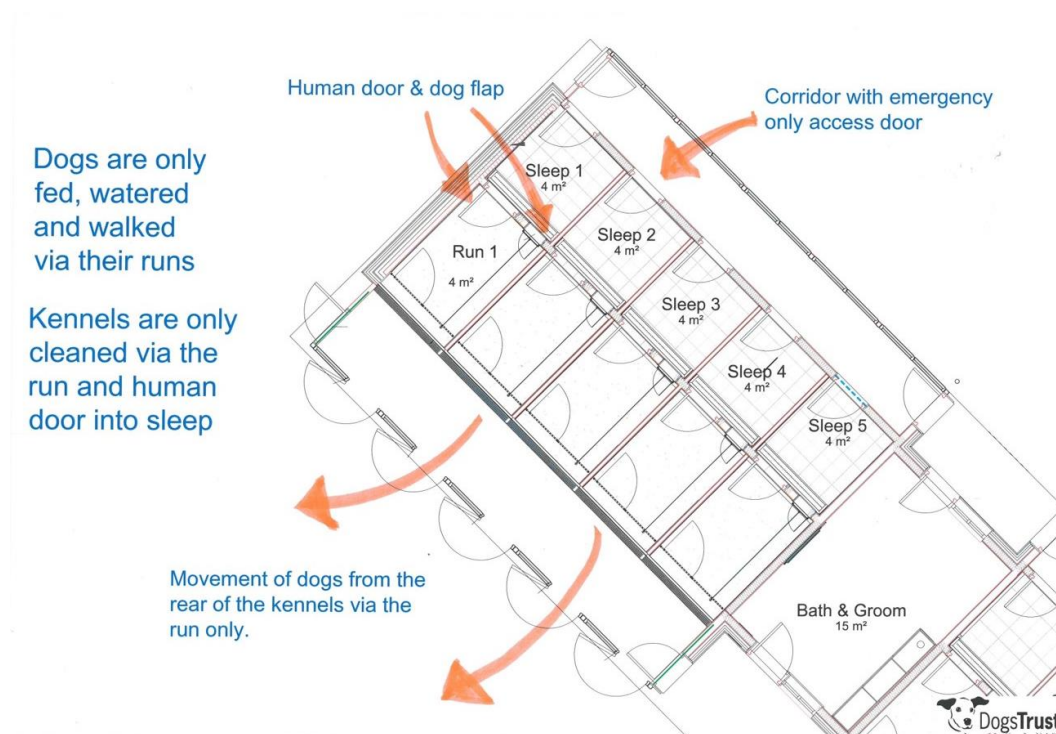 Human door & dog flap
Corridor with emergency
only access door
Dogs are only
fed, watered
and walked
via their runs
Kennels are only
cleaned via the
run and human
door into sleep
Sleep 1
4 m²
Sleep 2
4 m²
Run 1
4 m²
Sleep 3
4 m²
Sleep 4
4 m²
Sleep 5
4 m²
Movement of dogs from the
rear of the kennels via the
run only.
Bath & Groom
15 m²
DogsTrust